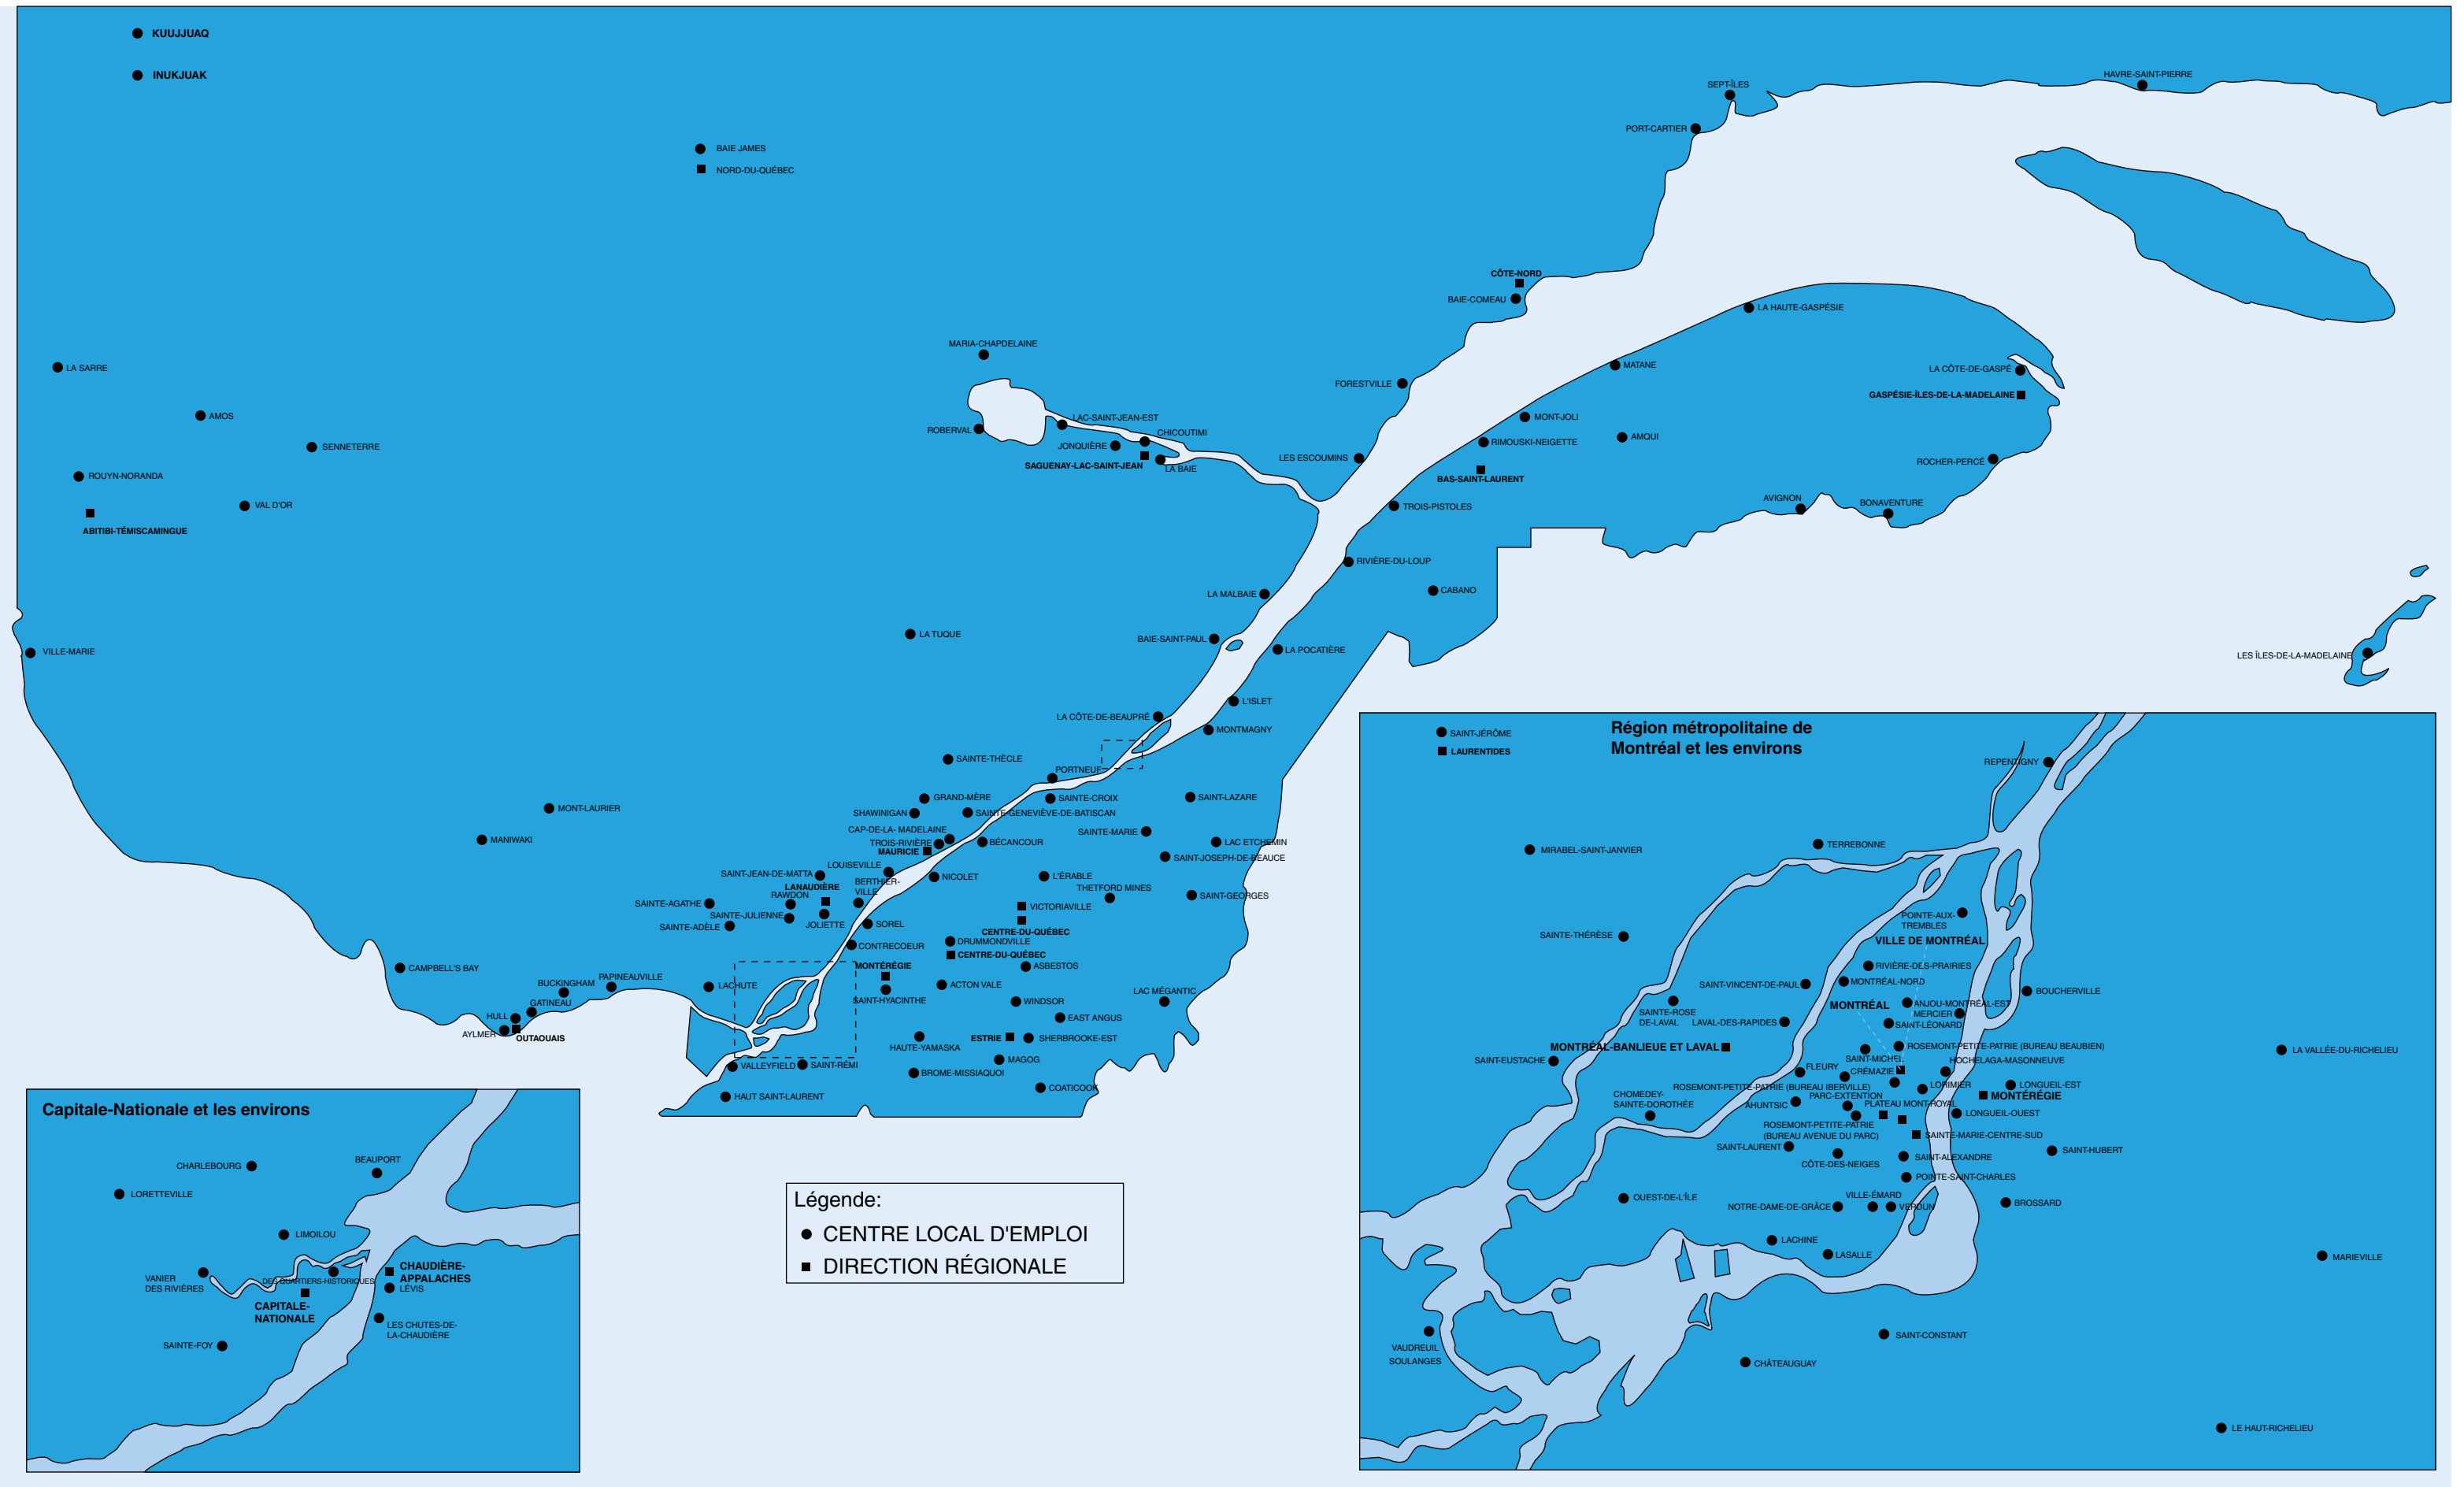 KUUJJUAQ
INUKJUAK
BAIE JAMES
NORD-DU-QUÉBEC
SEPT-ÎLES
HAVRE-SAINT-PIERRE
PORT-CARTIER
CÔTE-NORD
BAIE-COMEAU
LA HAUTE-GASPÉSIE
MARIA-CHAPDELAINE
LA SARRE
MATANE
LA CÔTE-DE-GASPÉ
FORESTVILLE
GASPÉSIE-ÎLES-DE-LA-MADELAINE
AMOS
LAC-SAINT-JEAN-EST
MONT-JOLI
ROBERVAL
CHICOUTIMI
AMQUI
SENNETERRE
JONQUIÈRE
RIMOUSKI-NEIGETTE
LES ESCOUMINS
ROCHER-PERCÉ
SAGUENAY-LAC-SAINT-JEAN
LA BAIE
ROUYN-NORANDA
BAS-SAINT-LAURENT
VAL D'OR
TROIS-PISTOLES
AVIGNON
BONAVENTURE
ABITIBI-TÉMISCAMINGUE
RIVIÈRE-DU-LOUP
CABANO
LA MALBAIE
LA TUQUE
BAIE-SAINT-PAUL
LA POCATIÈRE
VILLE-MARIE
LES ÎLES-DE-LA-MADELAINE
L'ISLET
LA CÔTE-DE-BEAUPRÉ
MONTMAGNY
SAINTE-THÈCLE
PORTNEUF
GRAND-MÈRE
SAINTE-CROIX
SAINT-LAZARE
MONT-LAURIER
SHAWINIGAN
SAINTE-GENEVIÈVE-DE-BATISCAN
CAP-DE-LA- MADELAINE
SAINTE-MARIE
MANIWAKI
TROIS-RIVIÈRE
BÉCANCOUR
LAC ETCHEMIN
MAURICIE
SAINT-JOSEPH-DE-BEAUCE
LOUISEVILLE
SAINT-JEAN-DE-MATTA
NICOLET
L'ÉRABLE
BERTHIER-
VILLE
LANAUDIÈRE
THETFORD MINES
RAWDON
SAINT-GEORGES
SAINTE-AGATHE
VICTORIAVILLE
SAINTE-JULIENNE
JOLIETTE
SOREL
SAINTE-ADÈLE
CENTRE-DU-QUÉBEC
DRUMMONDVILLE
CONTRECOEUR
CENTRE-DU-QUÉBEC
MONTÉRÉGIE
ASBESTOS
CAMPBELL'S BAY
PAPINEAUVILLE
BUCKINGHAM
LACHUTE
ACTON VALE
LAC MÉGANTIC
SAINT-HYACINTHE
WINDSOR
GATINEAU
HULL
EAST ANGUS
AYLMER
OUTAOUAIS
ESTRIE
SHERBROOKE-EST
HAUTE-YAMASKA
MAGOG
VALLEYFIELD
SAINT-RÉMI
BROME-MISSIAQUOI
COATICOOK
HAUT SAINT-LAURENT
Capitale-Nationale et les environs
BEAUPORT
CHARLEBOURG
LORETTEVILLE
LIMOILOU
CHAUDIÈRE-
APPALACHES
VANIER
DES RIVIÈRES
DES QUARTIERS-HISTORIQUES
LÉVIS
CAPITALE-
NATIONALE
LES CHUTES-DE-
LA-CHAUDIÈRE
SAINTE-FOY
Légende:
CENTRE LOCAL D'EMPLOI
DIRECTION RÉGIONALE
Région métropolitaine de
Montréal et les environs
SAINT-JÉRÔME
LAURENTIDES
REPENTIGNY
TERREBONNE
MIRABEL-SAINT-JANVIER
POINTE-AUX-
TREMBLES
SAINTE-THÉRÈSE
VILLE DE MONTRÉAL
RIVIÈRE-DES-PRAIRIES
SAINT-VINCENT-DE-PAUL
MONTRÉAL-NORD
BOUCHERVILLE
MONTRÉAL
ANJOU-MONTRÉAL-EST
SAINTE-ROSE
DE-LAVAL
MERCIER
LAVAL-DES-RAPIDES
SAINT-LÉONARD
MONTRÉAL-BANLIEUE ET LAVAL
ROSEMONT-PETITE-PATRIE (BUREAU BEAUBIEN)
LA VALLÉE-DU-RICHELIEU
SAINT-EUSTACHE
SAINT-MICHEL
HOCHELAGA-MASONNEUVE
FLEURY
CRÉMAZIE
ROSEMONT-PETITE-PATRIE (BUREAU IBERVILLE)
LORIMIER
LONGUEUIL-EST
CHOMEDEY-
SAINTE-DOROTHÉE
PARC-EXTENTION
MONTÉRÉGIE
AHUNTSIC
PLATEAU MONT-ROYAL
LONGUEUIL-OUEST
ROSEMONT-PETITE-PATRIE
(BUREAU AVENUE DU PARC)
SAINTE-MARIE-CENTRE-SUD
SAINT-LAURENT
SAINT-HUBERT
CÔTE-DES-NEIGES
SAINT-ALEXANDRE
POINTE-SAINT-CHARLES
OUEST-DE-L'ÎLE
VILLE-ÉMARD
NOTRE-DAME-DE-GRÂCE
VERDUN
BROSSARD
LACHINE
LASALLE
MARIEVILLE
VAUDREUIL
SOULANGES
SAINT-CONSTANT
CHÂTEAUGUAY
LE HAUT-RICHELIEU